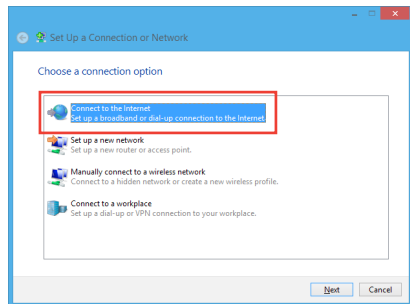 Set Up a Connection or Network
Choose a connection option
Connect to the Internet
Set up a broadband or dial-up connection to the Internet.
Set up a new network
Set up a new router or access point.
Manually connect to a wireless network
Connect to a hidden network or create a new wireless profile.
Connect to a workplace
Set up a dial-up or VPN connection to your workplace.
Next Cancel